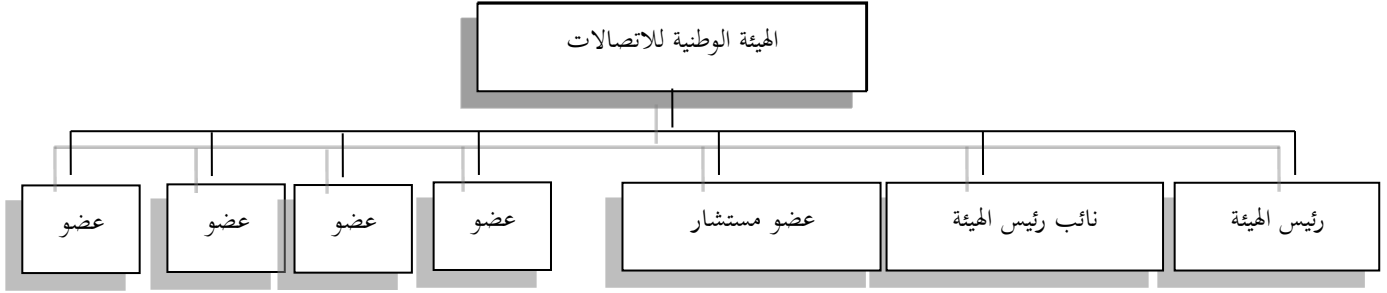 الهيئة الوطنية للاتصالات
رئيس الهيئة
نائب رئيس الهيئة
عضو مستشار
عضو
عضو
عضو
عضو